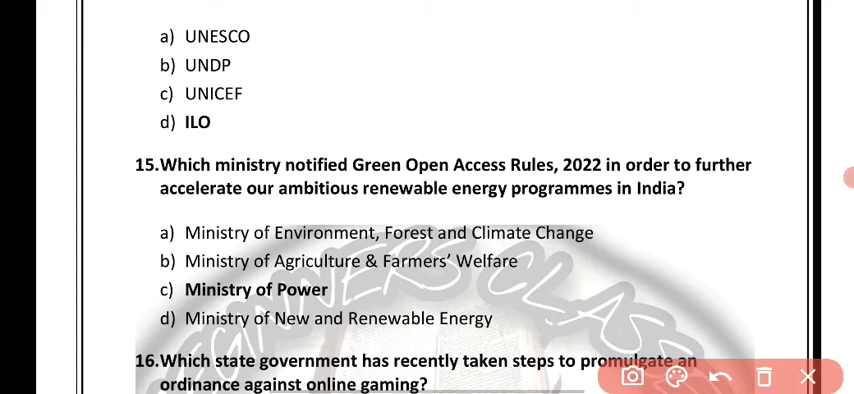 a) UNESCO
b) UNDP
c) UNICEF
d) ILO
15.Which ministry notified Green Open Access Rules, 2022 in order to further
accelerate our ambitious renewable energy programmes in India?
a) Ministry of Environment, Forest and Climate Change
b) Ministry of Agriculture & Farmers’ Welfare
c) Ministry of Power
d) Ministry of New and Renewable Energy
BEGINNERS CLASS
16.Which state government has recently taken steps to promulgate an
ordinance against online gaming?